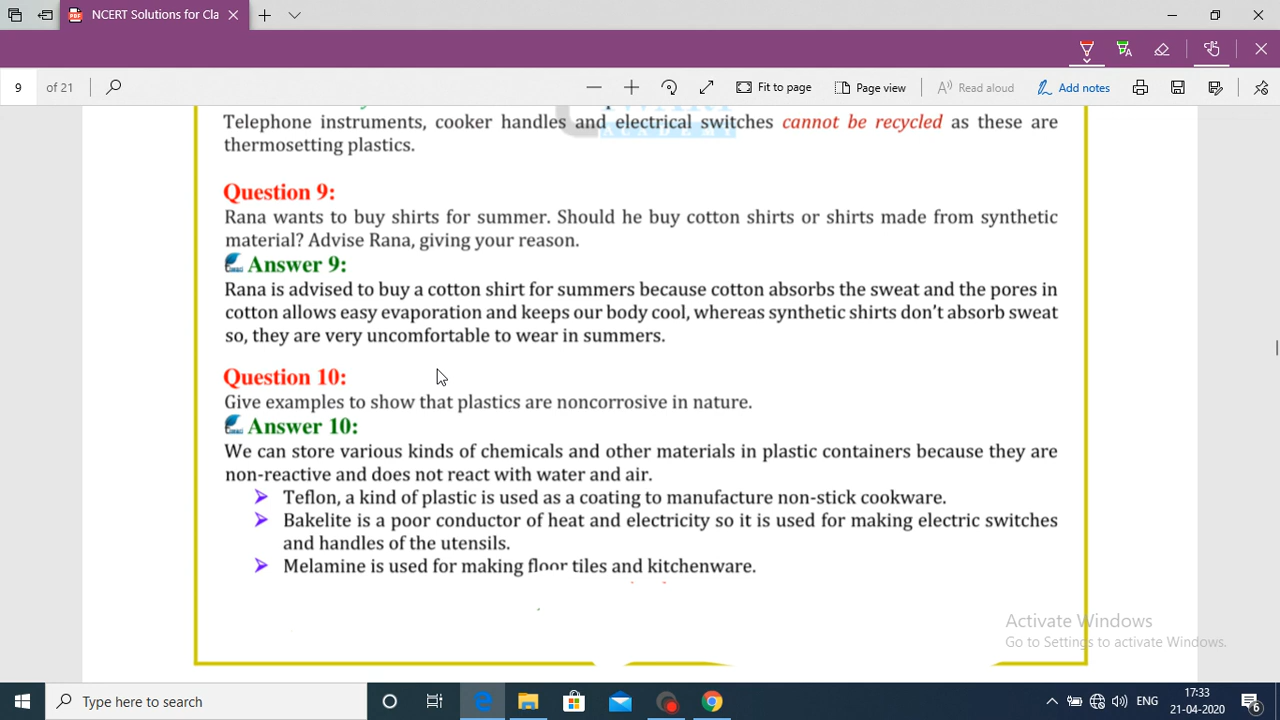 NCERT Solutions for Cla
9 of 21
Fit to page
Page view
Read aloud
Add notes
Telephone instruments, cooker handles and electrical switches cannot be recycled as these are
thermosetting plastics.
Question 9:
Rana wants to buy shirts for summer. Should he buy cotton shirts or shirts made from synthetic
material? Advise Rana, giving your reason.
Answer 9:
Rana is advised to buy a cotton shirt for summers because cotton absorbs the sweat and the pores in
cotton allows easy evaporation and keeps our body cool, whereas synthetic shirts don't absorb sweat
so, they are very uncomfortable to wear in summers.
Question 10:
Give examples to show that plastics are noncorrosive in nature.
Answer 10:
We can store various kinds of chemicals and other materials in plastic containers because they are
non-reactive and does not react with water and air.
Teflon, a kind of plastic is used as a coating to manufacture non-stick cookware.
Bakelite is a poor conductor of heat and electricity so it is used for making electric switches
and handles of the utensils.
Melamine is used for making floor tiles and kitchenware.
Activate Windows
Go to Settings to activate Windows.
Type here to search
ENG
17:33
21-04-2020
6